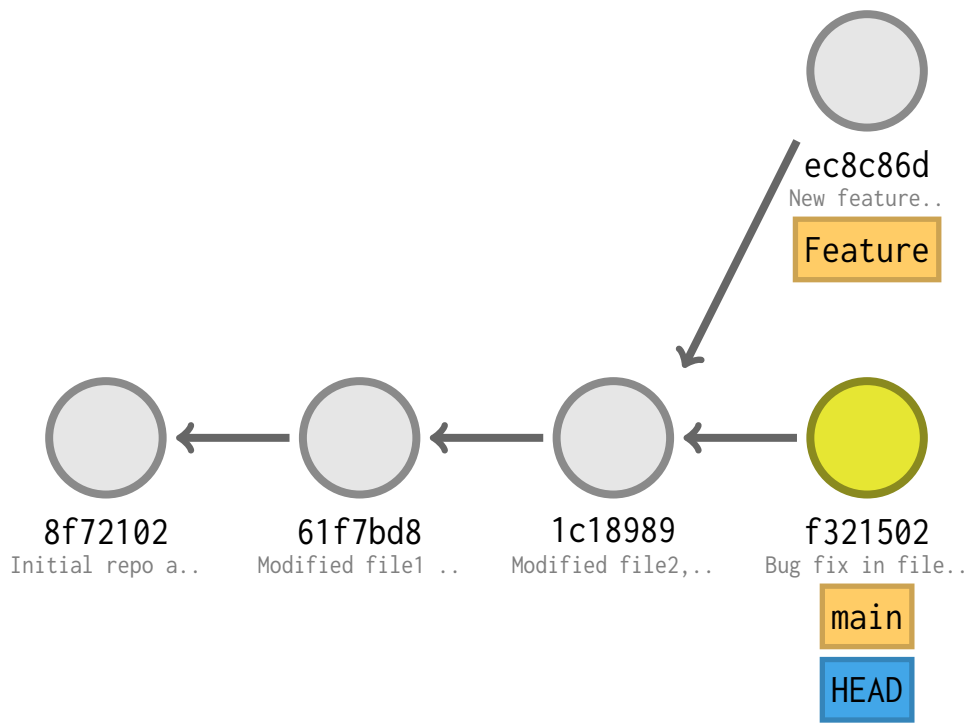 ec8c86d
New feature..
Feature
8f72102
Initial repo a..
61f7bd8
Modified file1 ..
1c18989
Modified file2,..
f321502
Bug fix in file..
main
HEAD